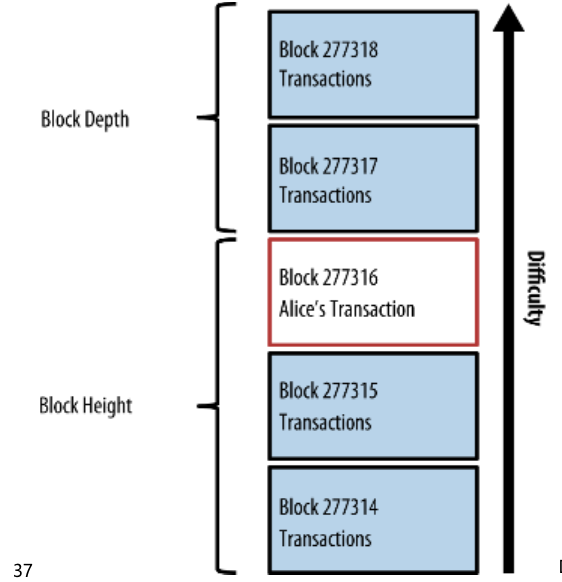 Block 277318
Transactions
Block Depth
Block 277317
Transactions
Block 277316
Alice's Transaction
Difficulty
Block 277315
Block Height
Transactions
Block 277314
Transactions
37